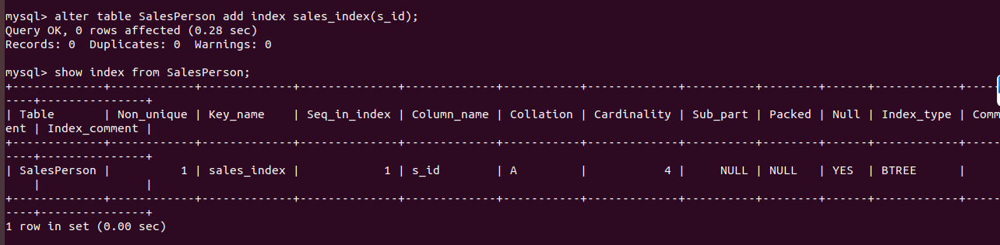 mysql> alter table SalesPerson add index sales_index(s_id);
Query OK, 0 rows affected (0.28 sec)
Records: 0  Duplicates: 0  Warnings: 0

mysql> show index from SalesPerson;
+-------------+------------+-------------+--------------+-------------+-----------+-------------+----------+--------+------+------------+-----
----+---------------+
| Table       | Non_unique | Key_name    | Seq_in_index | Column_name | Collation | Cardinality | Sub_part | Packed | Null | Index_type | Comm
ent | Index_comment |
+-------------+------------+-------------+--------------+-------------+-----------+-------------+----------+--------+------+------------+-----
----+---------------+
| SalesPerson |          1 | sales_index |            1 | s_id        | A         |           4 |     NULL | NULL   | YES  | BTREE      |
    |               |
+-------------+------------+-------------+--------------+-------------+-----------+-------------+----------+--------+------+------------+-----
----+---------------+
1 row in set (0.00 sec)